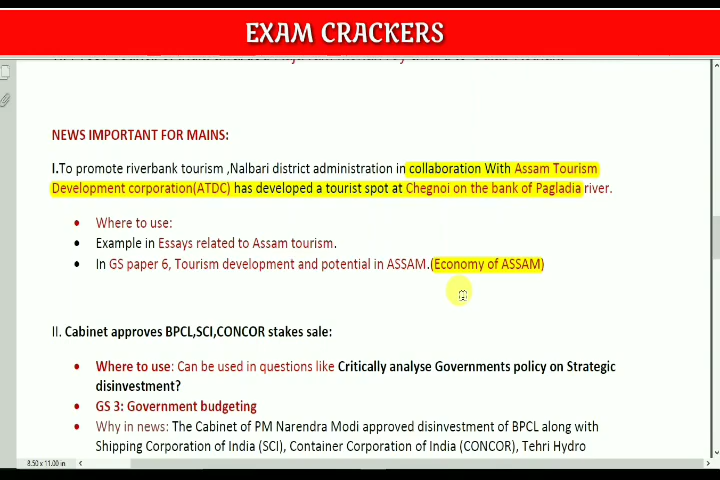 EXAM CRACKERS
NEWS IMPORTANT FOR MAINS:
I.To promote riverbank tourism ,Nalbari district administration in collaboration With Assam Tourism
Development corporation(ATDC) has developed a tourist spot at Chegnoi on the bank of Pagladia river.
• Where to use:
• Example in Essays related to Assam tourism.
• In GS paper 6, Tourism development and potential in ASSAM.(Economy of ASSAM)
II. Cabinet approves BPCL,SCI,CONCOR stakes sale:
• Where to use: Can be used in questions like Critically analyse Governments policy on Strategic
disinvestment?
• GS 3: Government budgeting
• Why in news: The Cabinet of PM Narendra Modi approved disinvestment of BPCL along with
Shipping Corporation of India (SCI), Container Corporation of India (CONCOR), Tehri Hydro
8.50 x 11.00 in